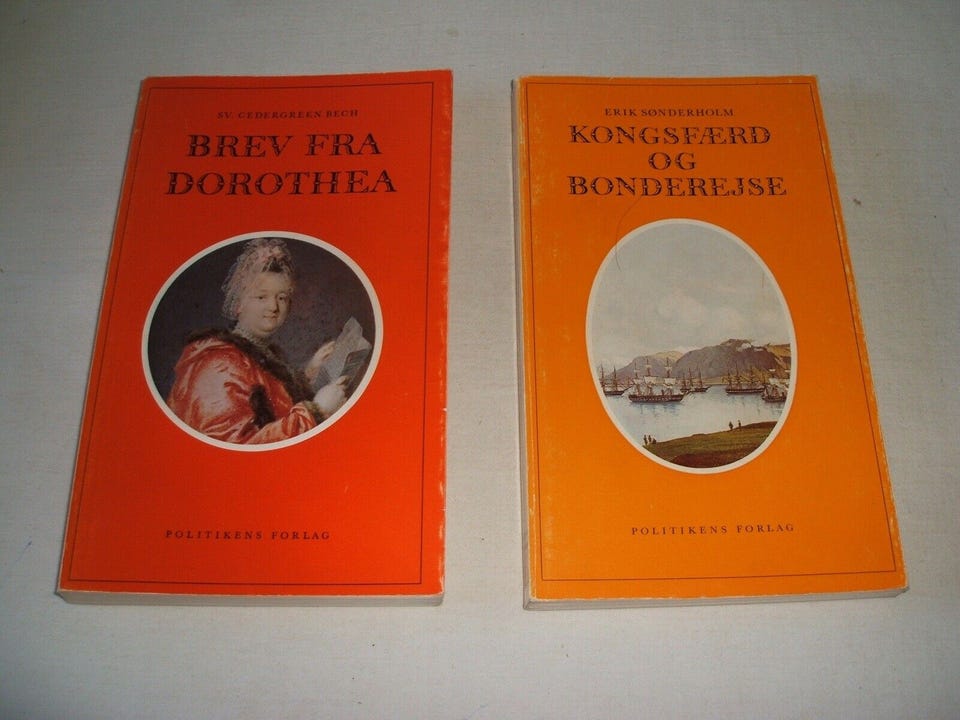 SV. CEDERGREEN BECH
BREV FRA
DOROTHEA
POLITIKENS FORLAG
ERIK SØNDERHOLM
KONGSFÆRD
OG
BONDEREJSE
POLITIKENS FORLAG